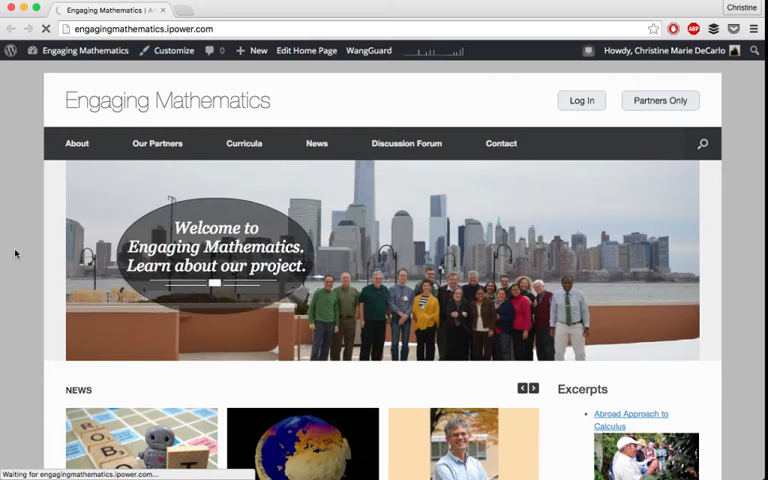 Engaging Mathematics | A
Christine
engagingmathematics.ipower.com
Engaging Mathematics
Customize
0
New
Edit Home Page
WangGuard
Howdy, Christine Marie DeCarlo
Engaging Mathematics
Log In
Partners Only
About
Our Partners
Curricula
News
Discussion Forum
Contact
Welcome to
Engaging Mathematics.
Learn about our project.
NEWS
Excerpts
Abroad Approach to
Calculus
ABP
Waiting for engagingmathematics.ipower.com...